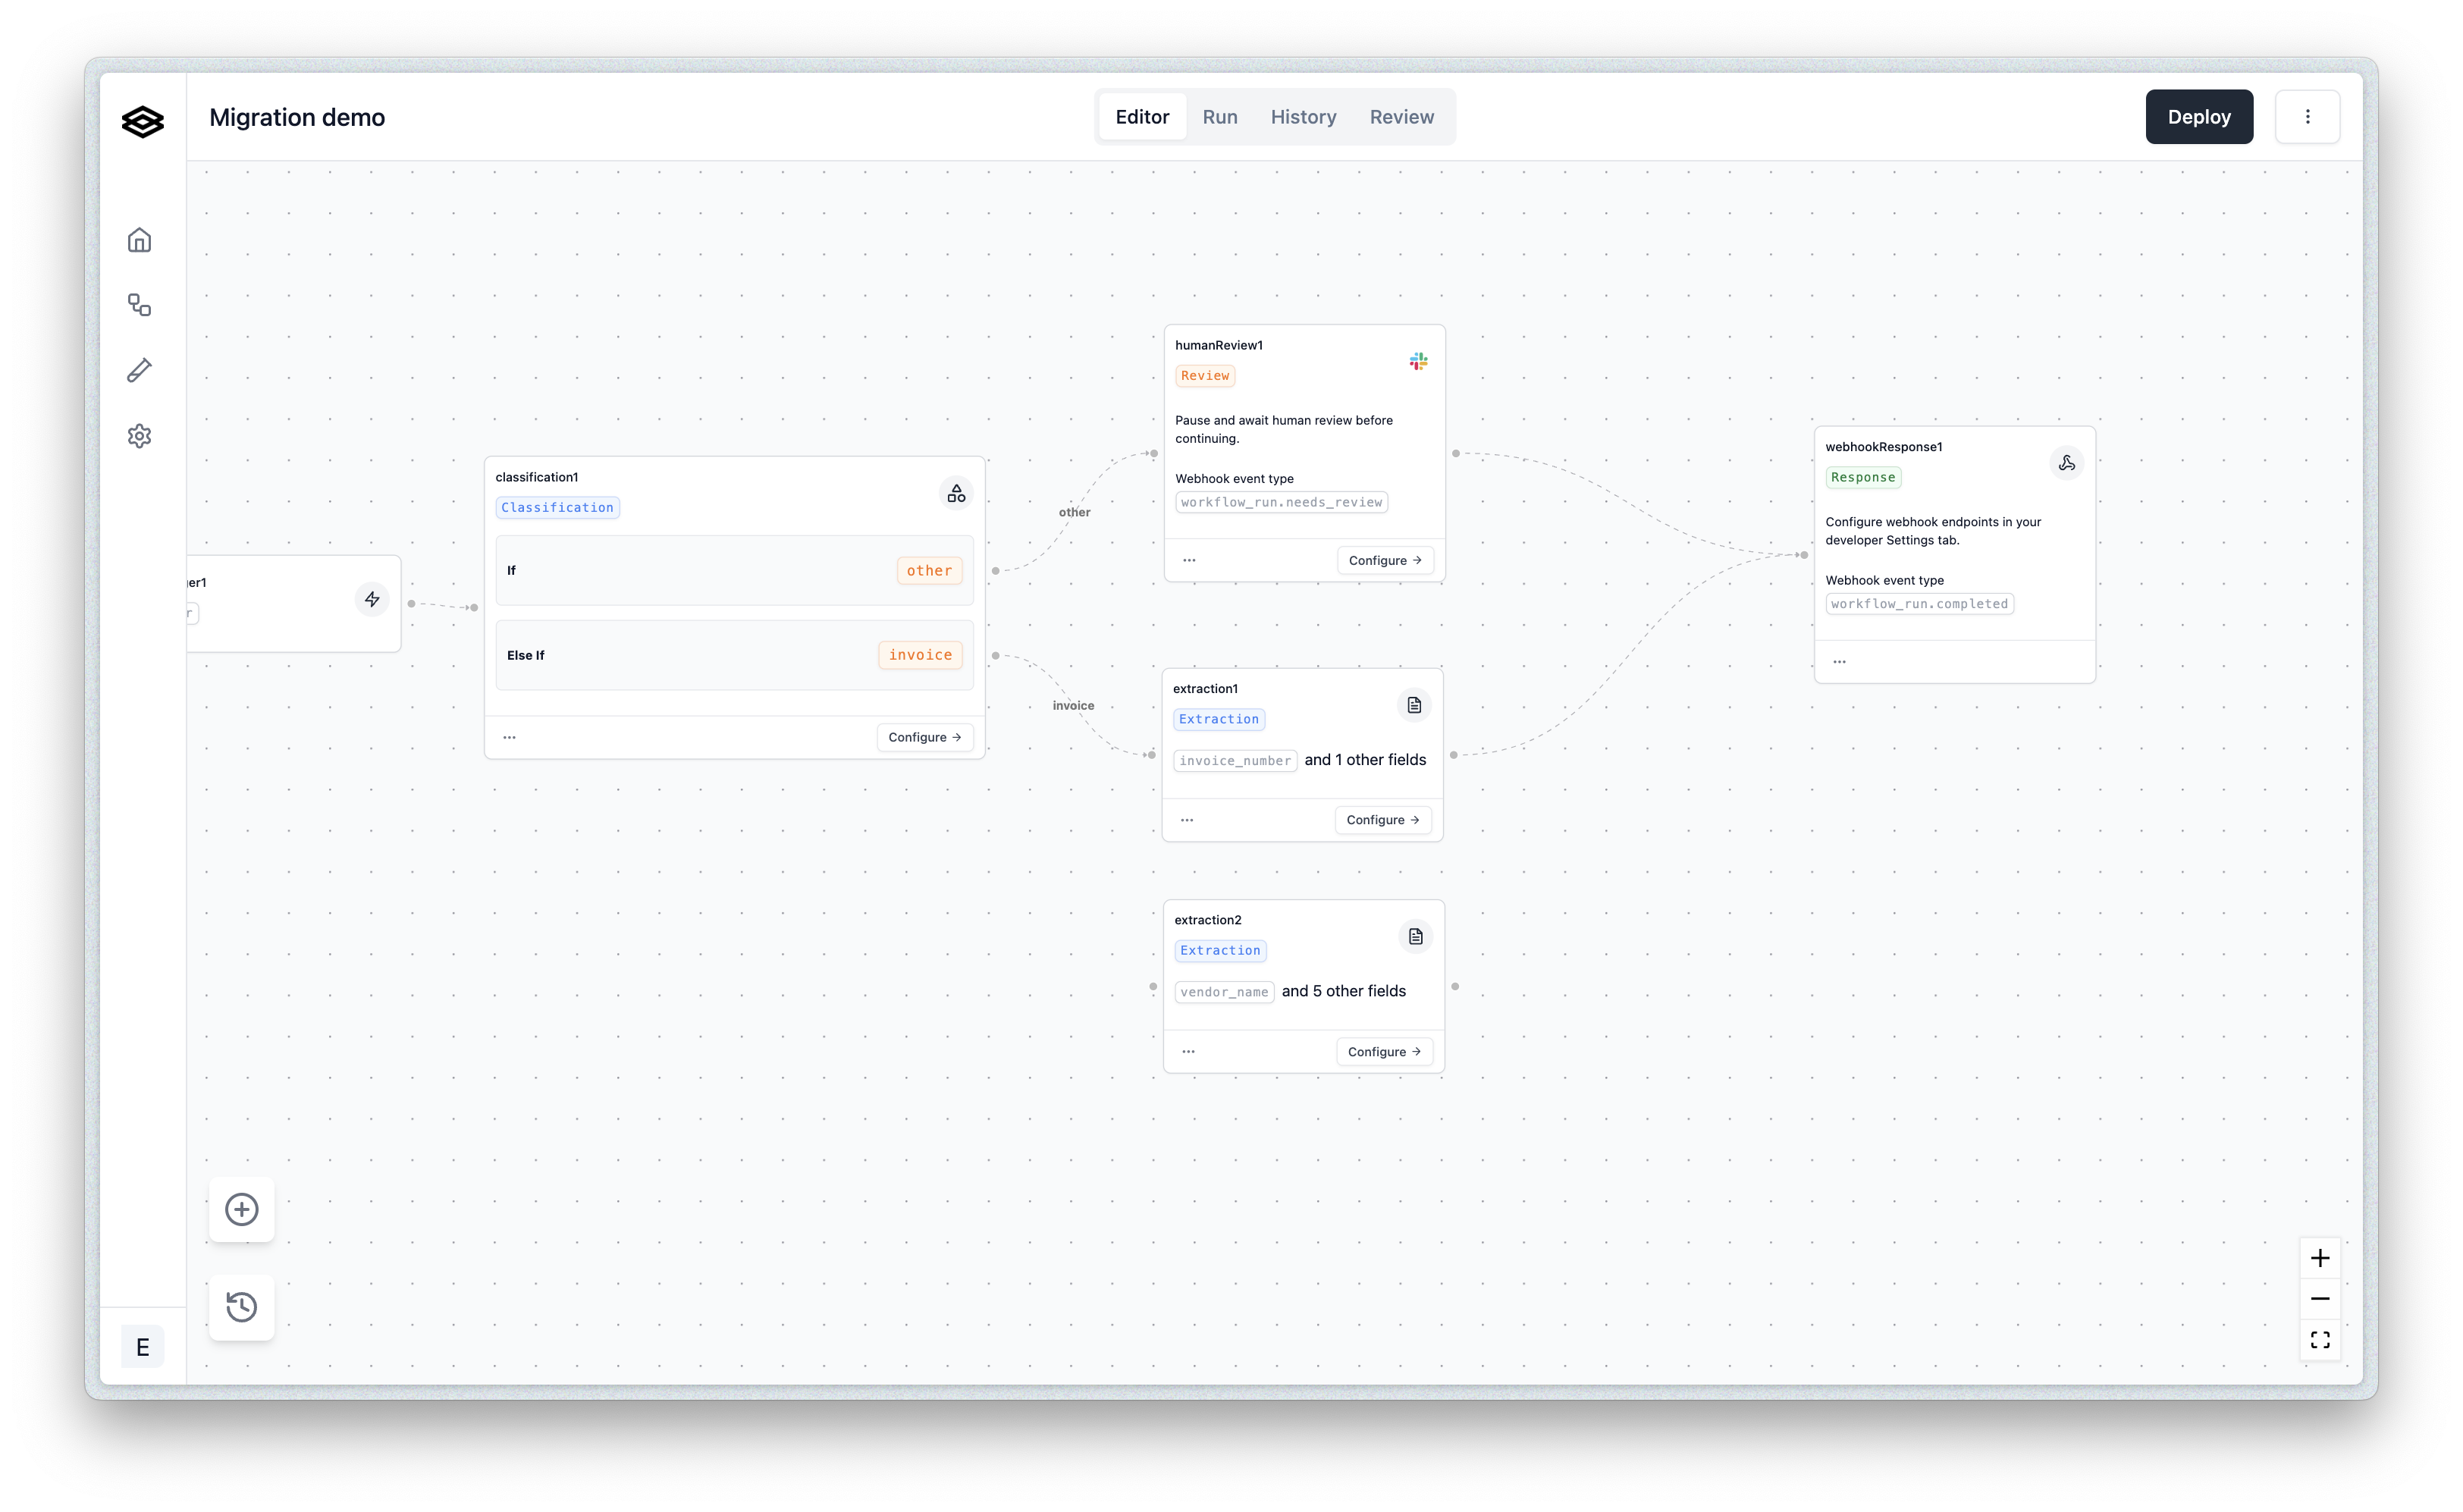 Migration demo
Editor
Run
History
Review
Deploy
er1
r
classification1
Classification
If
other
Else If
invoice
Configure →
other
invoice
humanReview1
Review
Pause and await human review before
continuing.
Webhook event type
workflow_run.needs_review
Configure →
extraction1
Extraction
invoice_number and 1 other fields
Configure →
extraction2
Extraction
vendor_name and 5 other fields
Configure →
webhookResponse1
Response
Configure webhook endpoints in your
developer Settings tab.
Webhook event type
workflow_run.completed
E